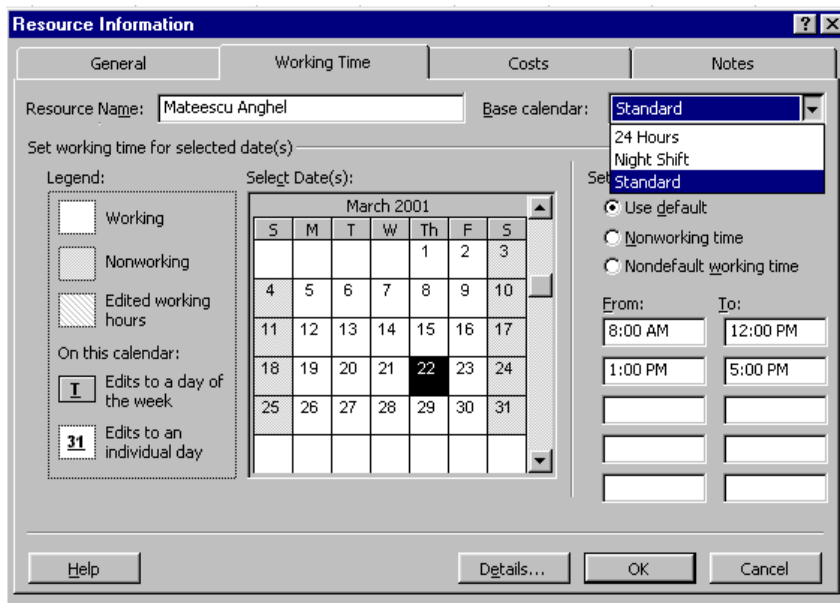 Resource Information
General
Working Time
Costs
Notes
Resource Name: Mateescu Anghel
Base calendar: Standard
24 Hours
Night Shift
Standard
Set working time for selected date(s)
Legend:
Working
Nonworking
Edited working
hours
On this calendar:
T Edits to a day of
the week
31 Edits to an
individual day
Select Date(s):
March 2001
S M T W Th F S
1 2 3
4 5 6 7 8 9 10
11 12 13 14 15 16 17
18 19 20 21 22 23 24
25 26 27 28 29 30 31
Use default
Nonworking time
Nondefault working time
From: To:
8:00 AM 12:00 PM
1:00 PM 5:00 PM
Help
Details...
OK
Cancel